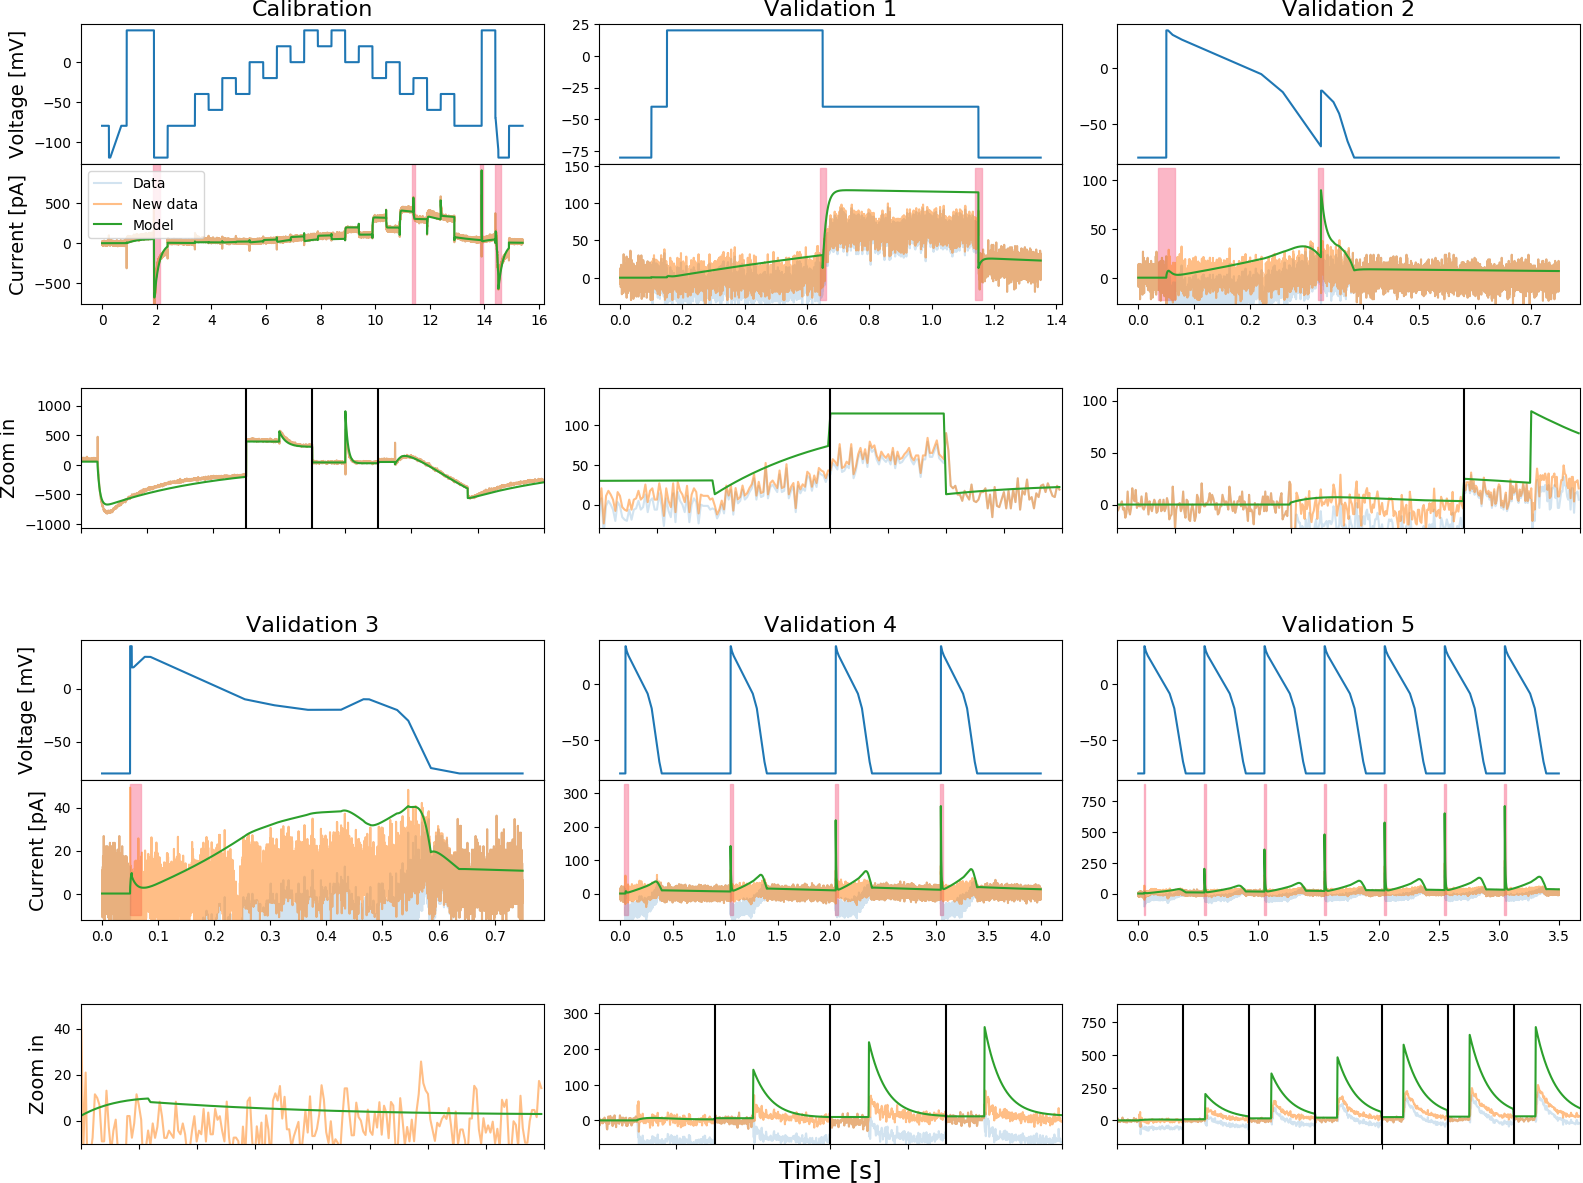 Calibration
Validation 1
Validation 2
Voltage [mV]
0
−50
−100
25
0
−25
−50
−75
0
−50
Current [pA]
500
0
−500
Data
New data
Model
0 2 4 6 8 10 12 14 16
150
100
50
0
0.0 0.2 0.4 0.6 0.8 1.0 1.2 1.4
100
50
0
0.0 0.1 0.2 0.3 0.4 0.5 0.6 0.7
Zoom in
1000
500
0
−500
−1000
100
50
0
100
50
0
Validation 3
Validation 4
Validation 5
Voltage [mV]
0
−50
0
−50
0
−50
Current [pA]
40
20
0
0.0 0.1 0.2 0.3 0.4 0.5 0.6 0.7
300
200
100
0
0.0 0.5 1.0 1.5 2.0 2.5 3.0 3.5 4.0
750
500
250
0
0.0 0.5 1.0 1.5 2.0 2.5 3.0 3.5
Zoom in
40
20
0
300
200
100
0
750
500
250
0
Time [s]